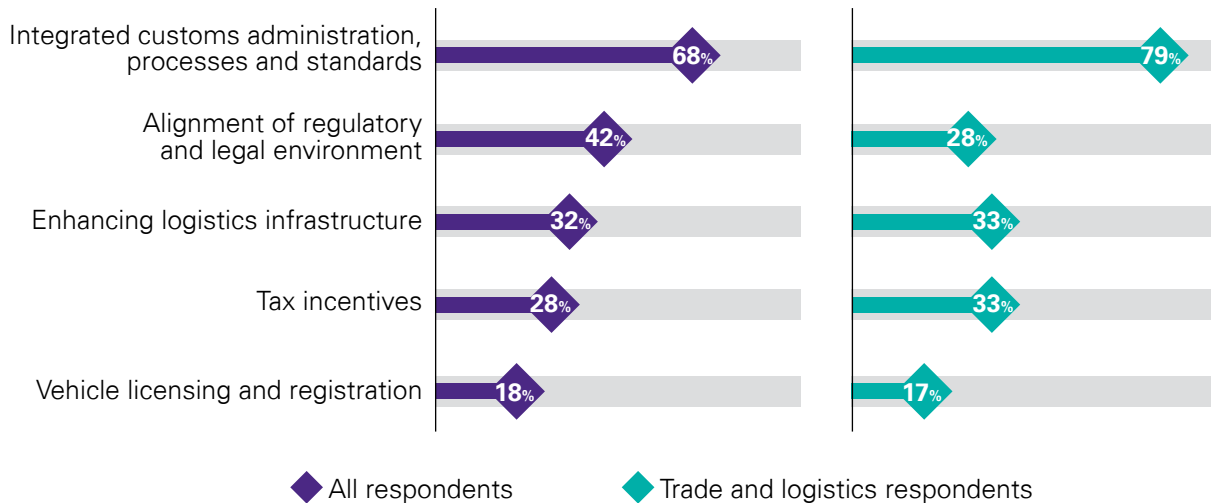 Integrated customs administration,
processes and standards
68%
79%
Alignment of regulatory
and legal environment
42%
28%
Enhancing logistics infrastructure
32%
33%
Tax incentives
28%
33%
Vehicle licensing and registration
18%
17%
All respondents
Trade and logistics respondents